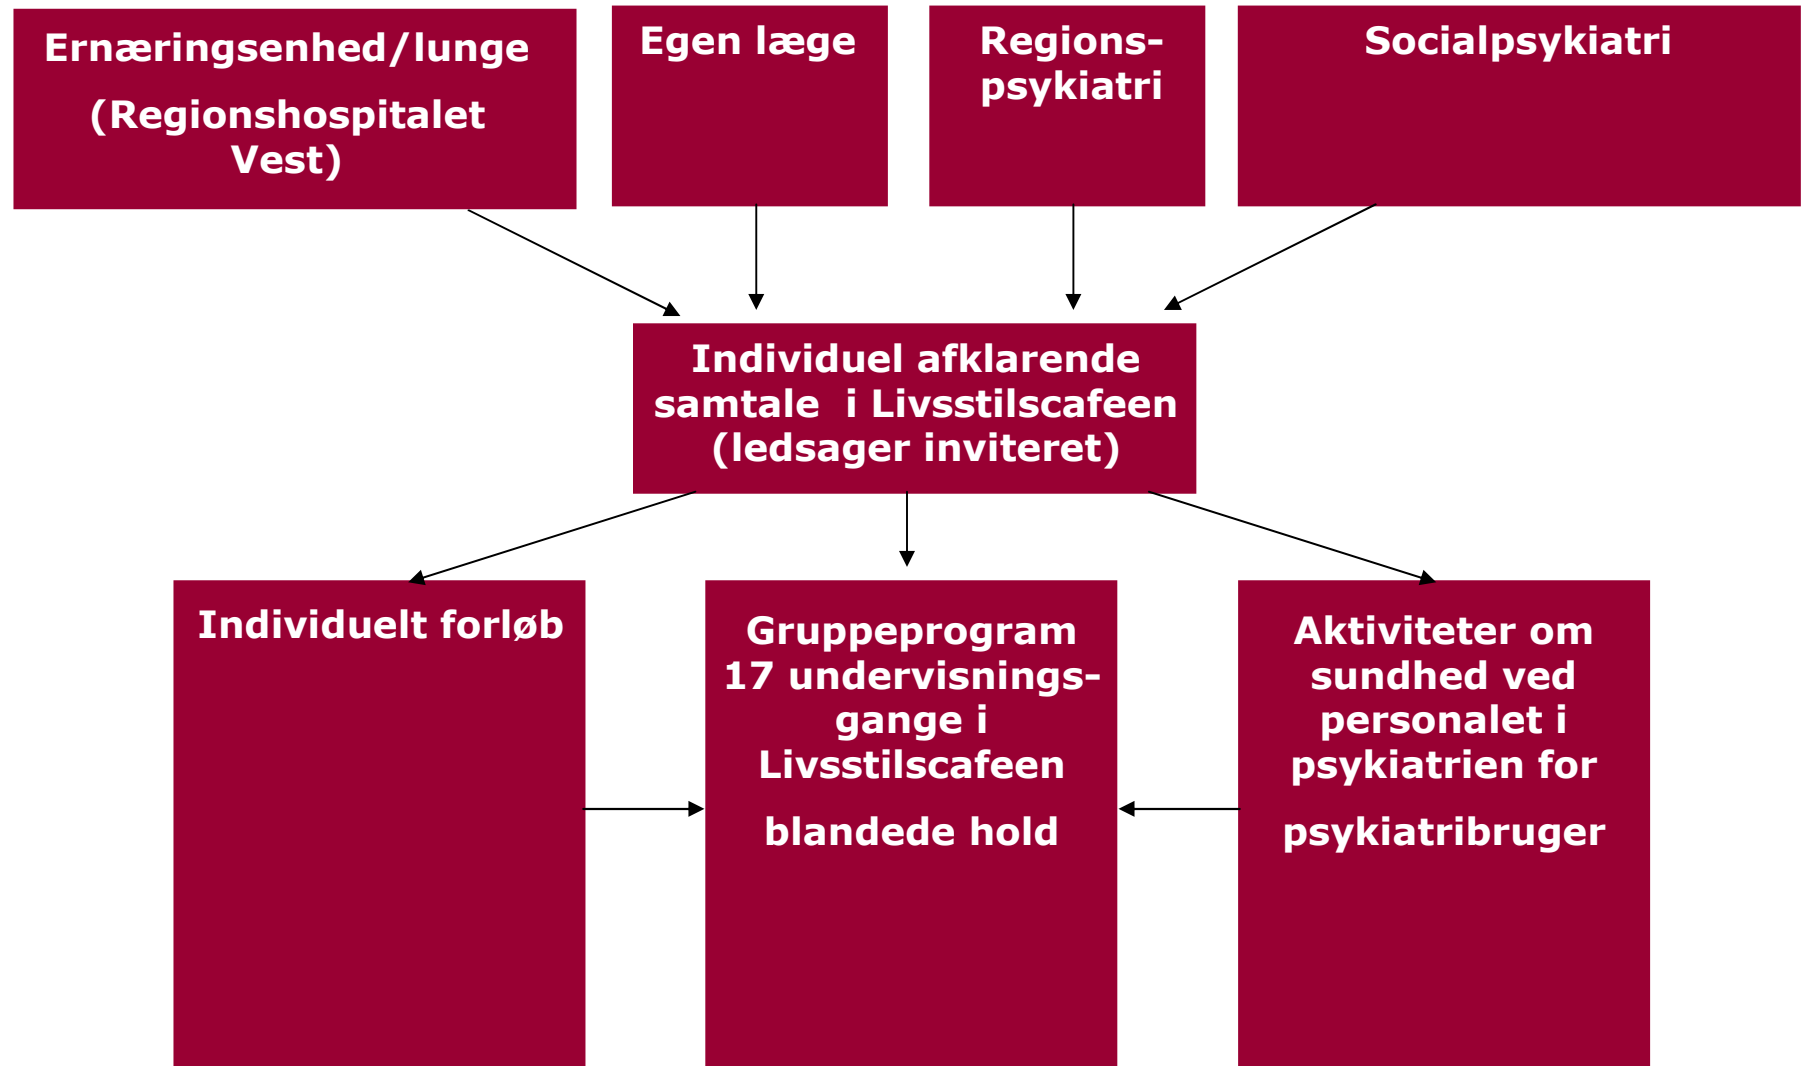 Ernæringsenhed/lunge
(Regionshospitalet
Vest)
Egen læge
Regions-
psykiatri
Socialpsykiatri
Individuel afklarende
samtale  i Livsstilscafeen
(ledsager inviteret)
Individuelt forløb
Gruppeprogram
17 undervisnings-
gange i
Livsstilscafeen
blandede hold
Aktiviteter om
sundhed ved
personalet i
psykiatrien for
psykiatribruger